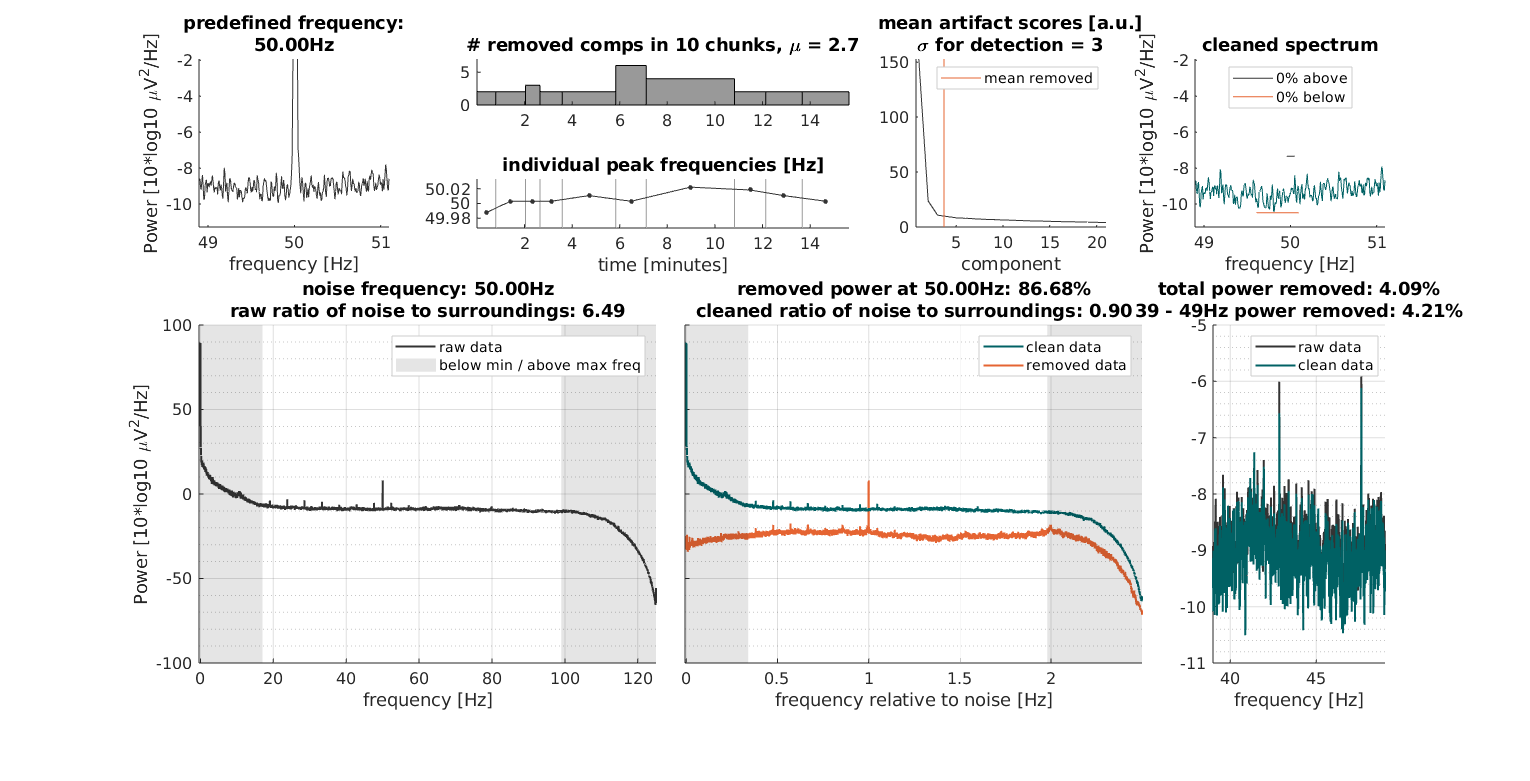 predefined frequency:
50.00Hz
-2
-4
-6
-8
-10
Power [10*log10 μV²/Hz]
49
50
51
frequency [Hz]
# removed comps in 10 chunks, μ = 2.7
5
0
2
4
6
8
10
12
14
individual peak frequencies [Hz]
50.02
50
49.98
2
4
6
8
10
12
14
time [minutes]
mean artifact scores [a.u.]
σ for detection = 3
mean removed
150
100
50
0
5
10
15
20
component
cleaned spectrum
0% above
0% below
-2
-4
-6
-8
-10
Power [10*log10 μV²/Hz]
49
50
51
frequency [Hz]
noise frequency: 50.00Hz
raw ratio of noise to surroundings: 6.49
raw data
below min / above max freq
100
50
0
-50
-100
Power [10*log10 μV²/Hz]
0
20
40
60
80
100
120
frequency [Hz]
removed power at 50.00Hz: 86.68%
cleaned ratio of noise to surroundings: 0.90
clean data
removed data
0
0.5
1
1.5
2
frequency relative to noise [Hz]
total power removed: 4.09%
39 - 49Hz power removed: 4.21%
raw data
clean data
-5
-6
-7
-8
-9
-10
-11
40
45
frequency [Hz]